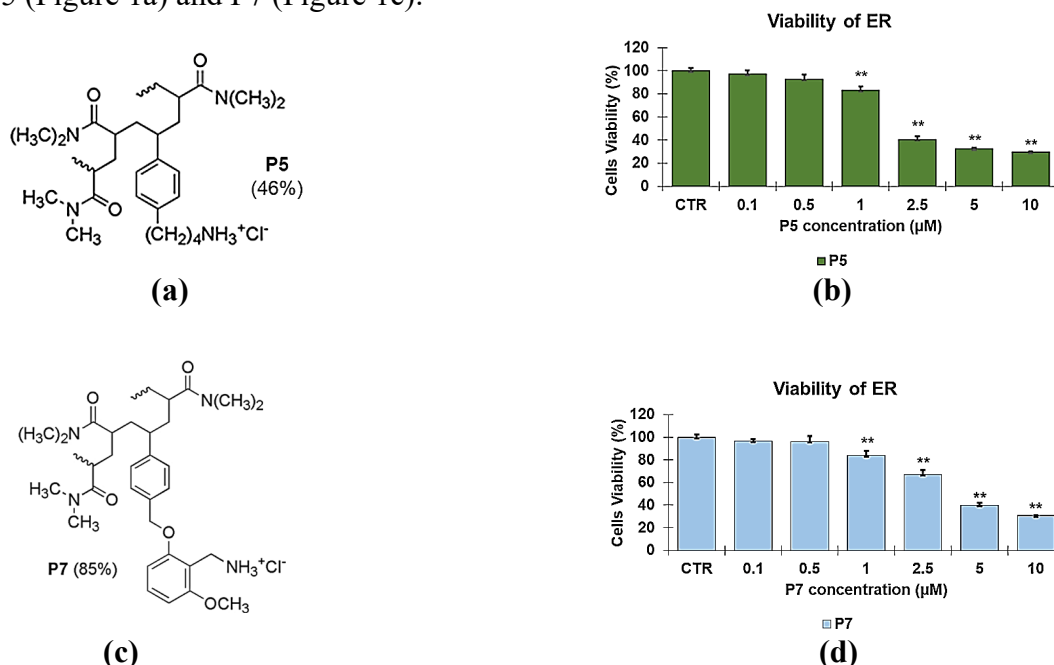 5 (Figure 1a) and P7 (Figure 1c).
O
N(CH₃)₂
O
(H₃C)₂N
H₃C
N
O
CH₃
P5
(46%)
(CH₂)₄NH₃⁺Cl⁻
(a)
Viability of ER
Cells Viability (%)
120
100
80
60
40
20
0
**
**
**
**
CTR 0.1 0.5 1 2.5 5 10
P5 concentration (µM)
P5
(b)
O
N(CH₃)₂
O
(H₃C)₂N
H₃C
N
O
CH₃
O
NH₃⁺Cl⁻
P7 (85%)
OCH₃
(c)
Viability of ER
Cells Viability (%)
120
100
80
60
40
20
0
**
**
**
**
CTR 0.1 0.5 1 2.5 5 10
P7 concentration (µM)
P7
(d)